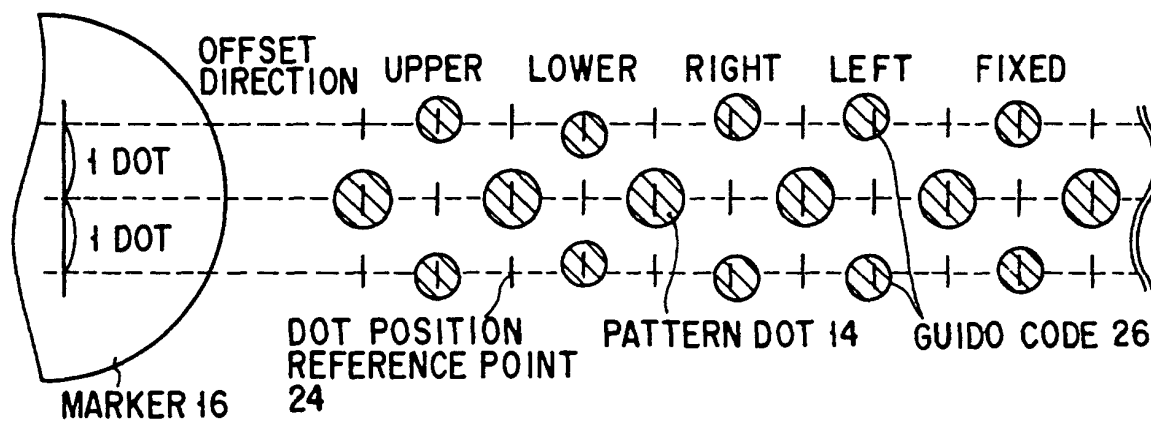 OFFSET
DIRECTION
UPPER
LOWER
RIGHT
LEFT
FIXED
1 DOT
1 DOT
DOT POSITION
REFERENCE POINT
24
PATTERN DOT 14
GUIDO CODE 26
MARKER 16